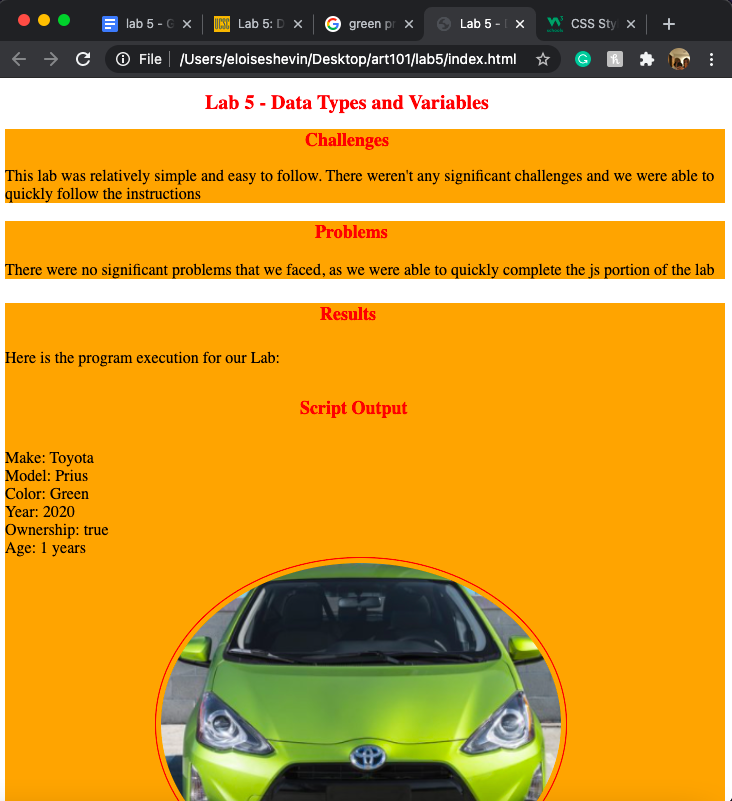 lab 5 - G
Lab 5: D
green pr
Lab 5 -
CSS Sty
File
/Users/eloiseshevin/Desktop/art101/lab5/index.html
Lab 5 - Data Types and Variables
Challenges
This lab was relatively simple and easy to follow. There weren't any significant challenges and we were able to
quickly follow the instructions
Problems
There were no significant problems that we faced, as we were able to quickly complete the js portion of the lab
Results
Here is the program execution for our Lab:
Script Output
Make: Toyota
Model: Prius
Color: Green
Year: 2020
Ownership: true
Age: 1 years